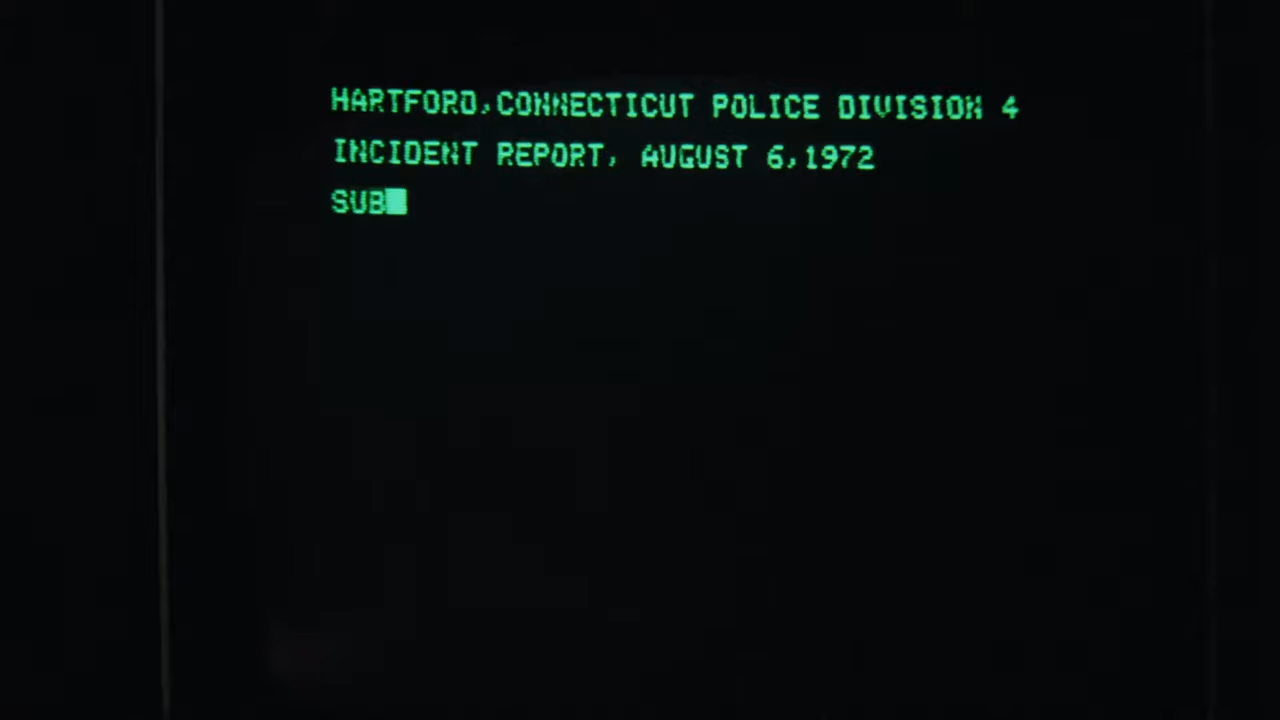 HARTFORD,CONNECTICUT POLICE DIVISION 4
INCIDENT REPORT, AUGUST 6,1972
SUB